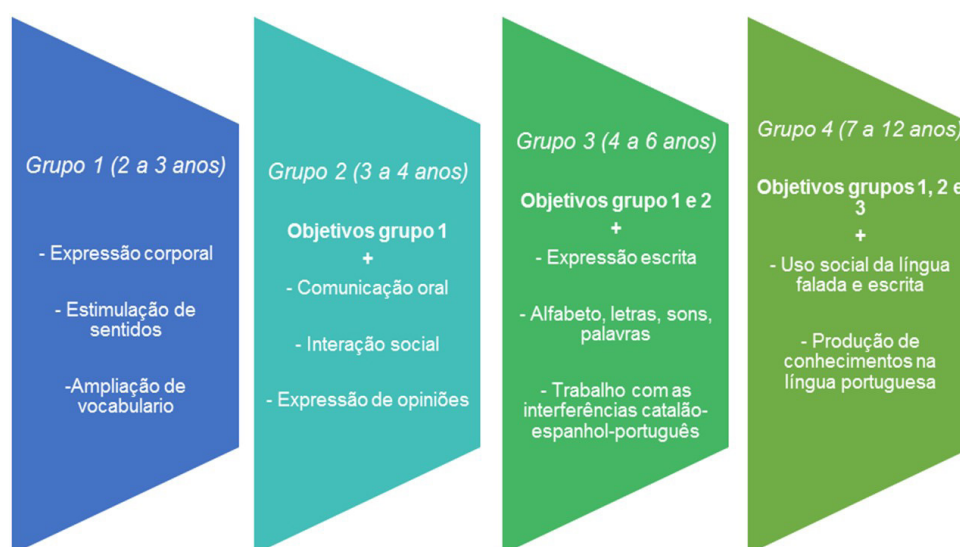 Grupo 1 (2 a 3 anos)
- Expressão corporal
- Estimulação de
sentidos
-Ampliação de
vocabulario
Grupo 2 (3 a 4 anos)
Objetivos grupo 1
+
- Comunicação oral
- Interação social
- Expressão de opiniões
Grupo 3 (4 a 6 anos)
Objetivos grupo 1 e 2
+
- Expressão escrita
- Alfabeto, letras, sons,
palavras
- Trabalho com as
interferências catalão-
espanhol-português
Grupo 4 (7 a 12 anos)
Objetivos grupos 1, 2 e
3
+
- Uso social da língua
falada e escrita
- Produção de
conhecimentos na
língua portuguesa